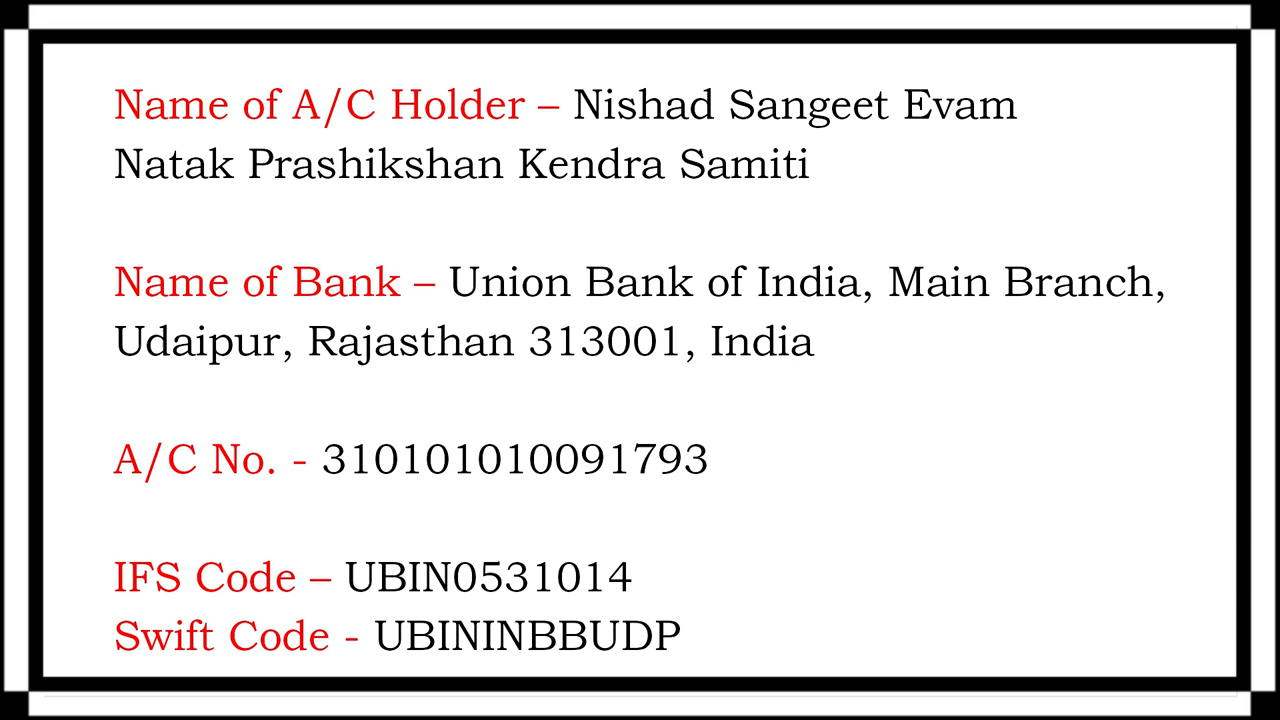 Name of A/C Holder – Nishad Sangeet Evam
Natak Prashikshan Kendra Samiti
Name of Bank – Union Bank of India, Main Branch,
Udaipur, Rajasthan 313001, India
A/C No. - 310101010091793
IFS Code – UBIN0531014
Swift Code - UBININBBUDP